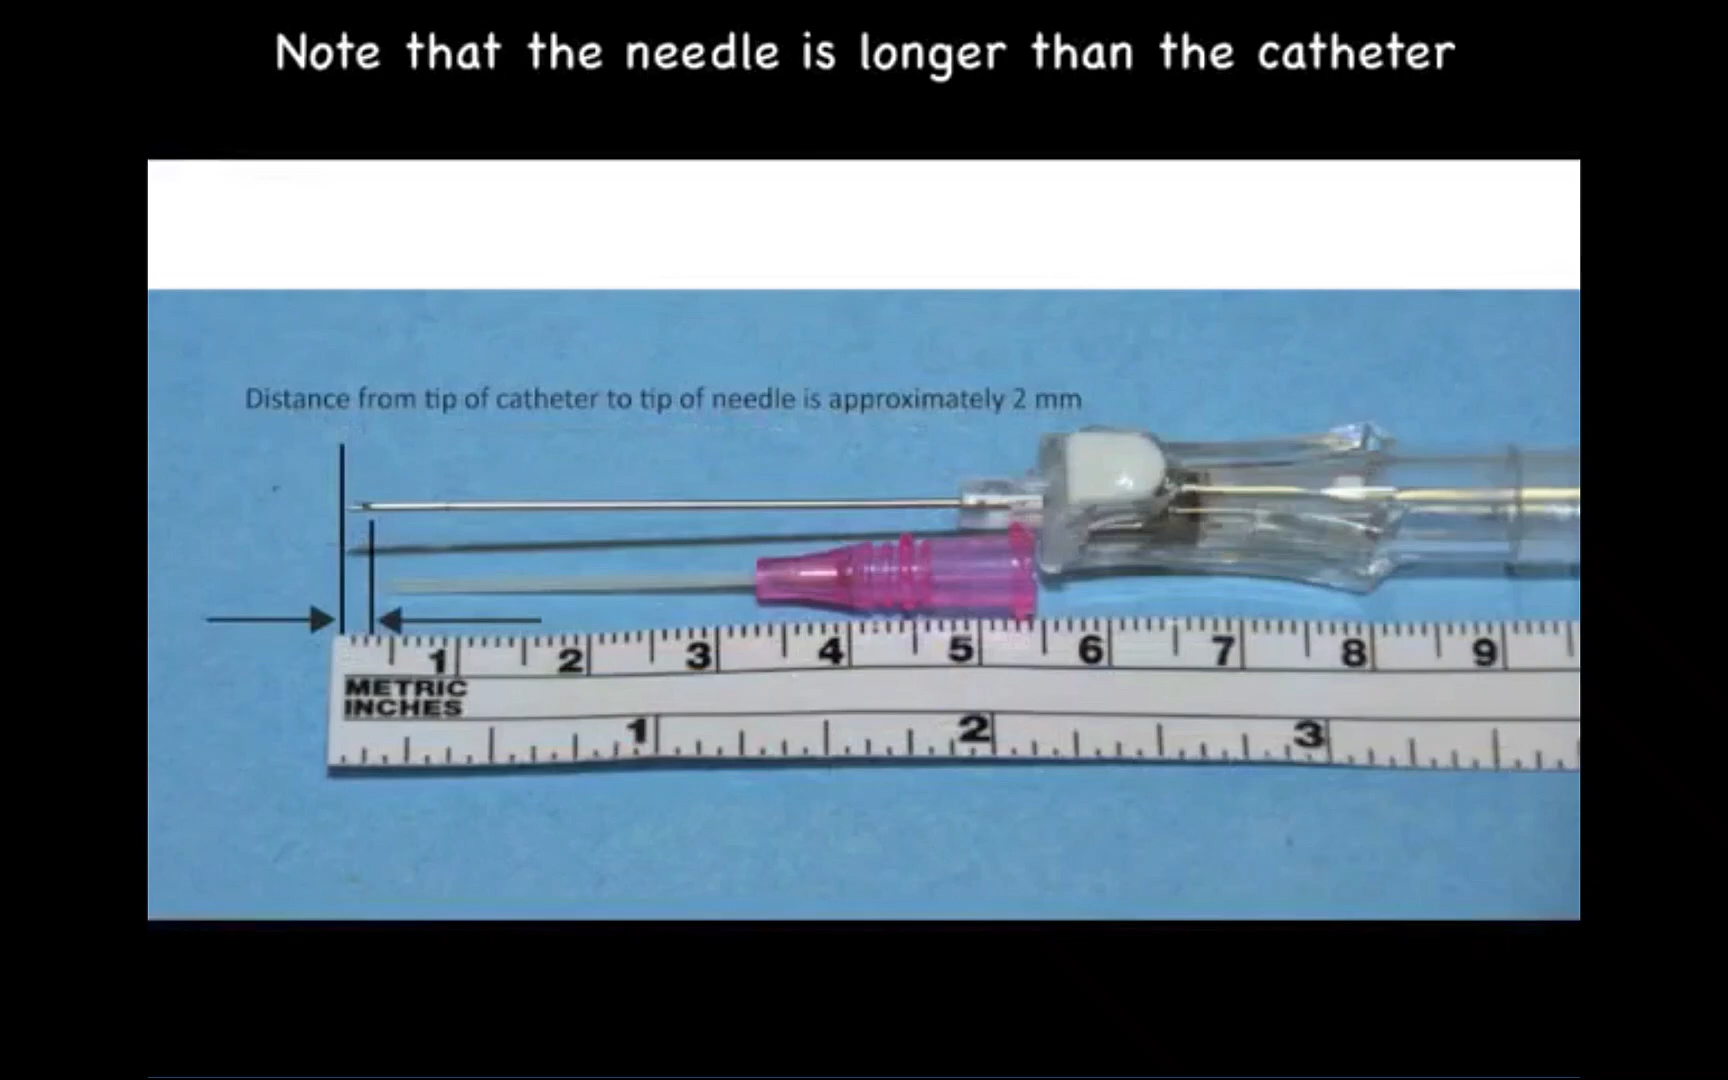 Note that the needle is longer than the catheter
Distance from tip of catheter to tip of needle is approximately 2 mm
1 2 3 4 5 6 7 8 9
METRIC
INCHES
1 2 3